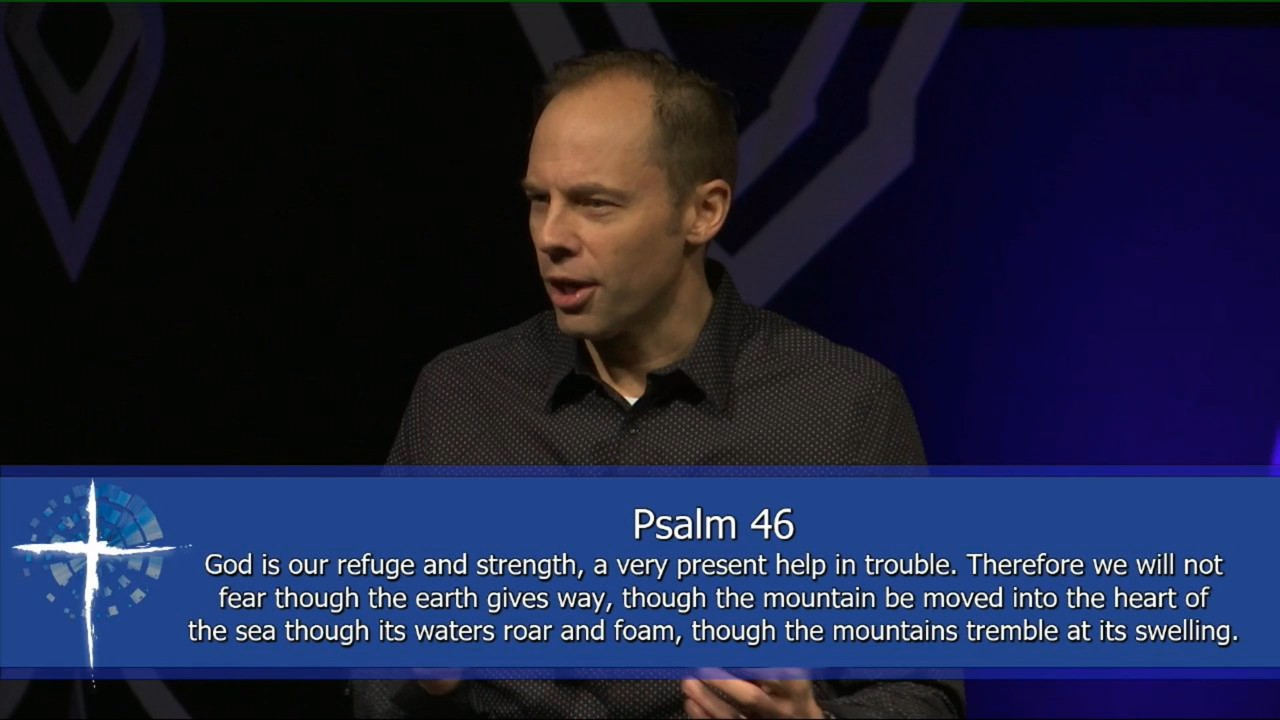 Psalm 46
God is our refuge and strength, a very present help in trouble. Therefore we will not
fear though the earth gives way, though the mountain be moved into the heart of
the sea though its waters roar and foam, though the mountains tremble at its swelling.